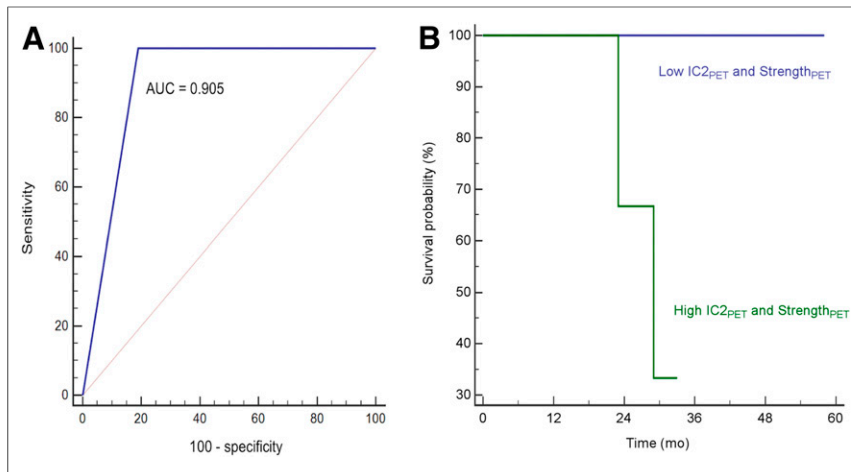 A
AUC = 0.905
Sensitivity
100
80
60
40
20
0
0
20
40
60
80
100
100 - specificity
B
Low IC2PET and StrengthPET
High IC2PET and StrengthPET
Survival probability (%)
100
90
80
70
60
50
40
30
0
12
24
36
48
60
Time (mo)